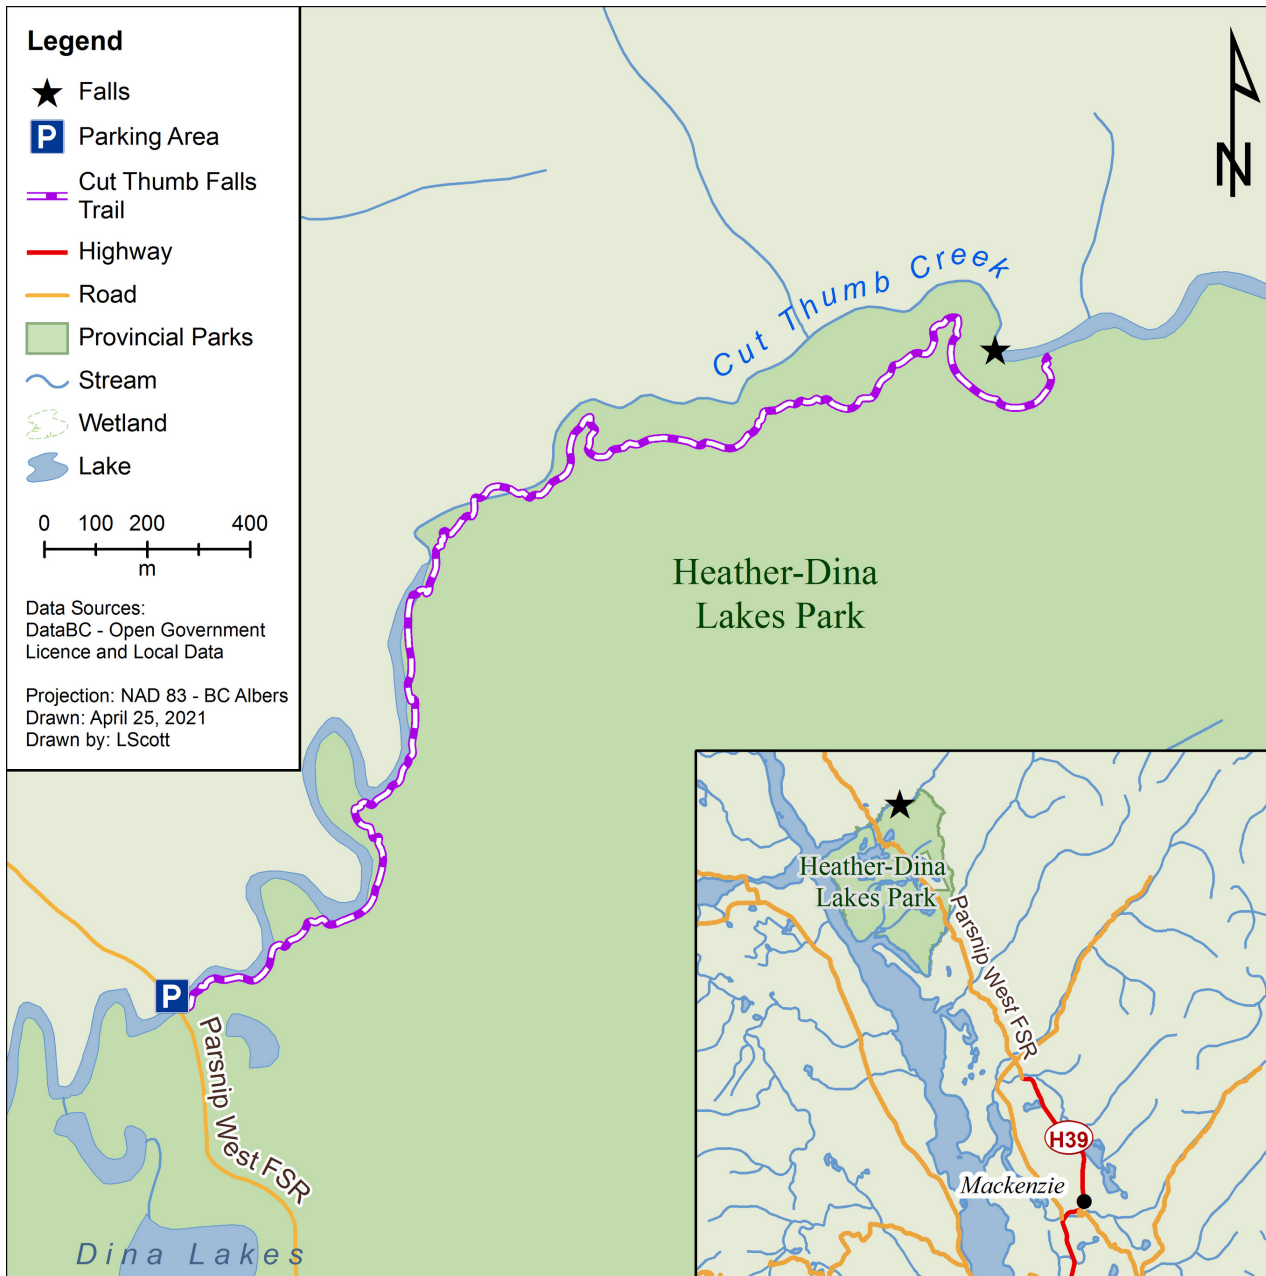 Legend
Falls
P
Parking Area
Cut Thumb Falls
Trail
Highway
Road
Provincial Parks
Stream
Wetland
Lake
0 100 200 400
m
Data Sources:
DataBC - Open Government
Licence and Local Data
Projection: NAD 83 - BC Albers
Drawn: April 25, 2021
Drawn by: LScott
N
Cut Thumb Creek
Heather-Dina
Lakes Park
P
Parsnip West FSR
Dina Lakes
Heather-Dina
Lakes Park
Parsnip West FSR
H39
Mackenzie